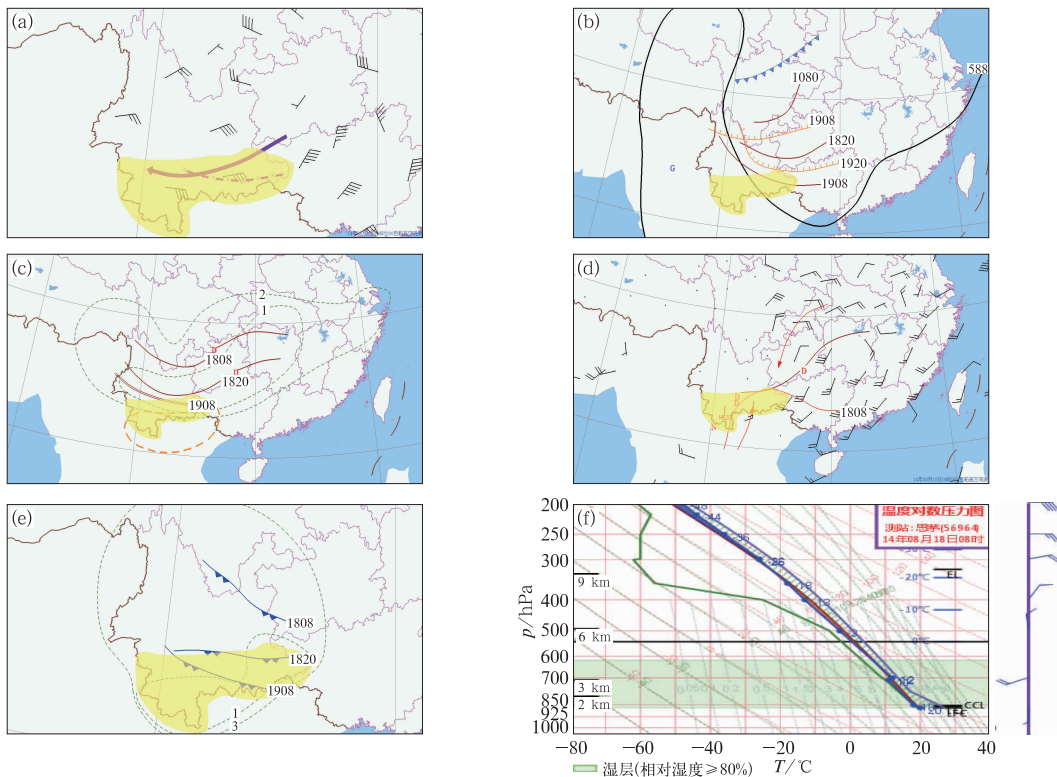 (a)
(b)
588
1080
1908
1820
1920
G
1908
(c)
2
1
D
1808
D
1820
1908
(d)
D
1808
(e)
1808
1820
1908
1
3
(f)
p/hPa
200
300
400
500
600
700
850
925
1000
9 km
6 km
3 km
2 km
温度对数压力图
测站:思茅(56964)
14年08月18日08时
EL
-20℃
-10℃
0℃
CCL
-80
-60
-40
-20
0
20
40
T/℃
湿层(相对湿度≥80%)